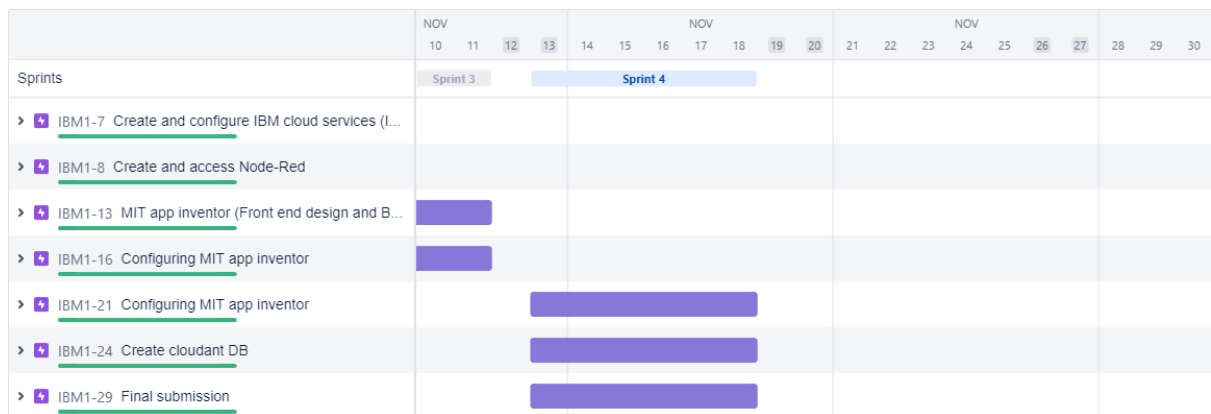 NOV NOV NOV
10 11 12 13 14 15 16 17 18 19 20 21 22 23 24 25 26 27 28 29 30
Sprints Sprint 3 Sprint 4
IBM1-7 Create and configure IBM cloud services (I...
IBM1-8 Create and access Node-Red
IBM1-13 MIT app inventor (Front end design and B...
IBM1-16 Configuring MIT app inventor
IBM1-21 Configuring MIT app inventor
IBM1-24 Create cloudant DB
IBM1-29 Final submission